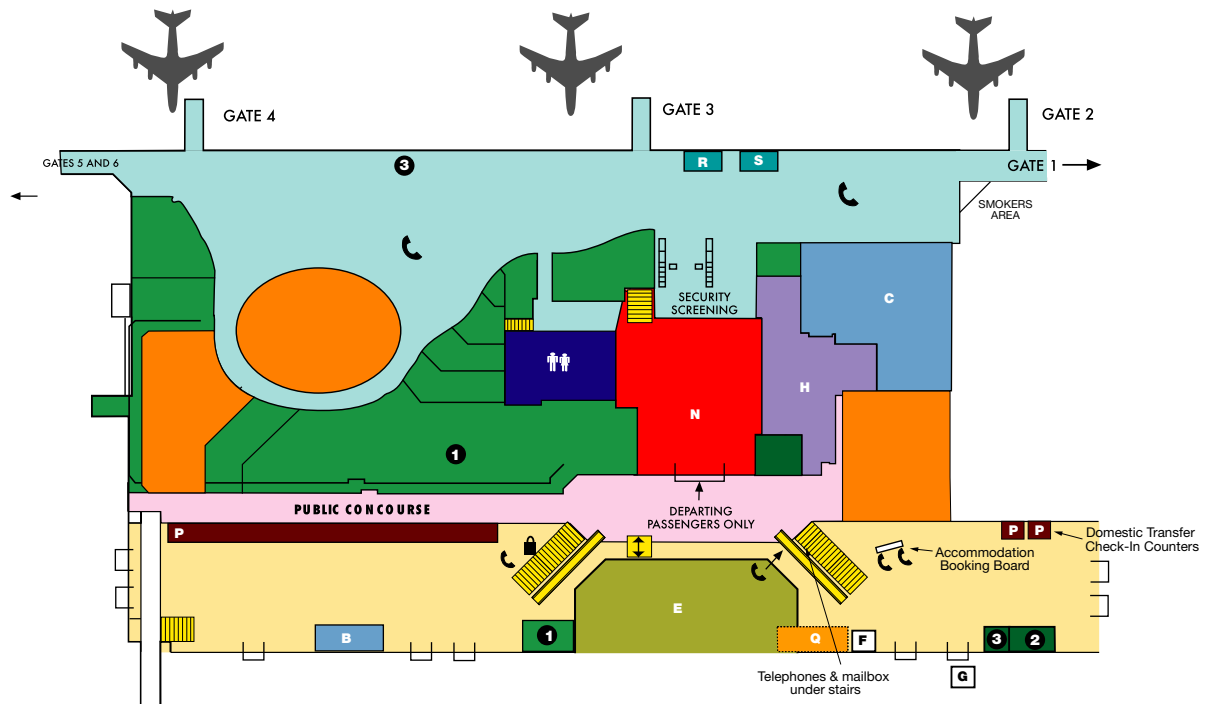 GATE 4
GATE 3
GATE 2
GATES 5 AND 6
3
R
S
GATE 1
SMOKERS
AREA
SECURITY
SCREENING
C
H
N
1
PUBLIC CONCOURSE
DEPARTING
PASSENGERS ONLY
P
P
P
Domestic Transfer
Check-In Counters
Accommodation
Booking Board
E
B
1
Q
F
3
2
G
Telephones & mailbox
under stairs